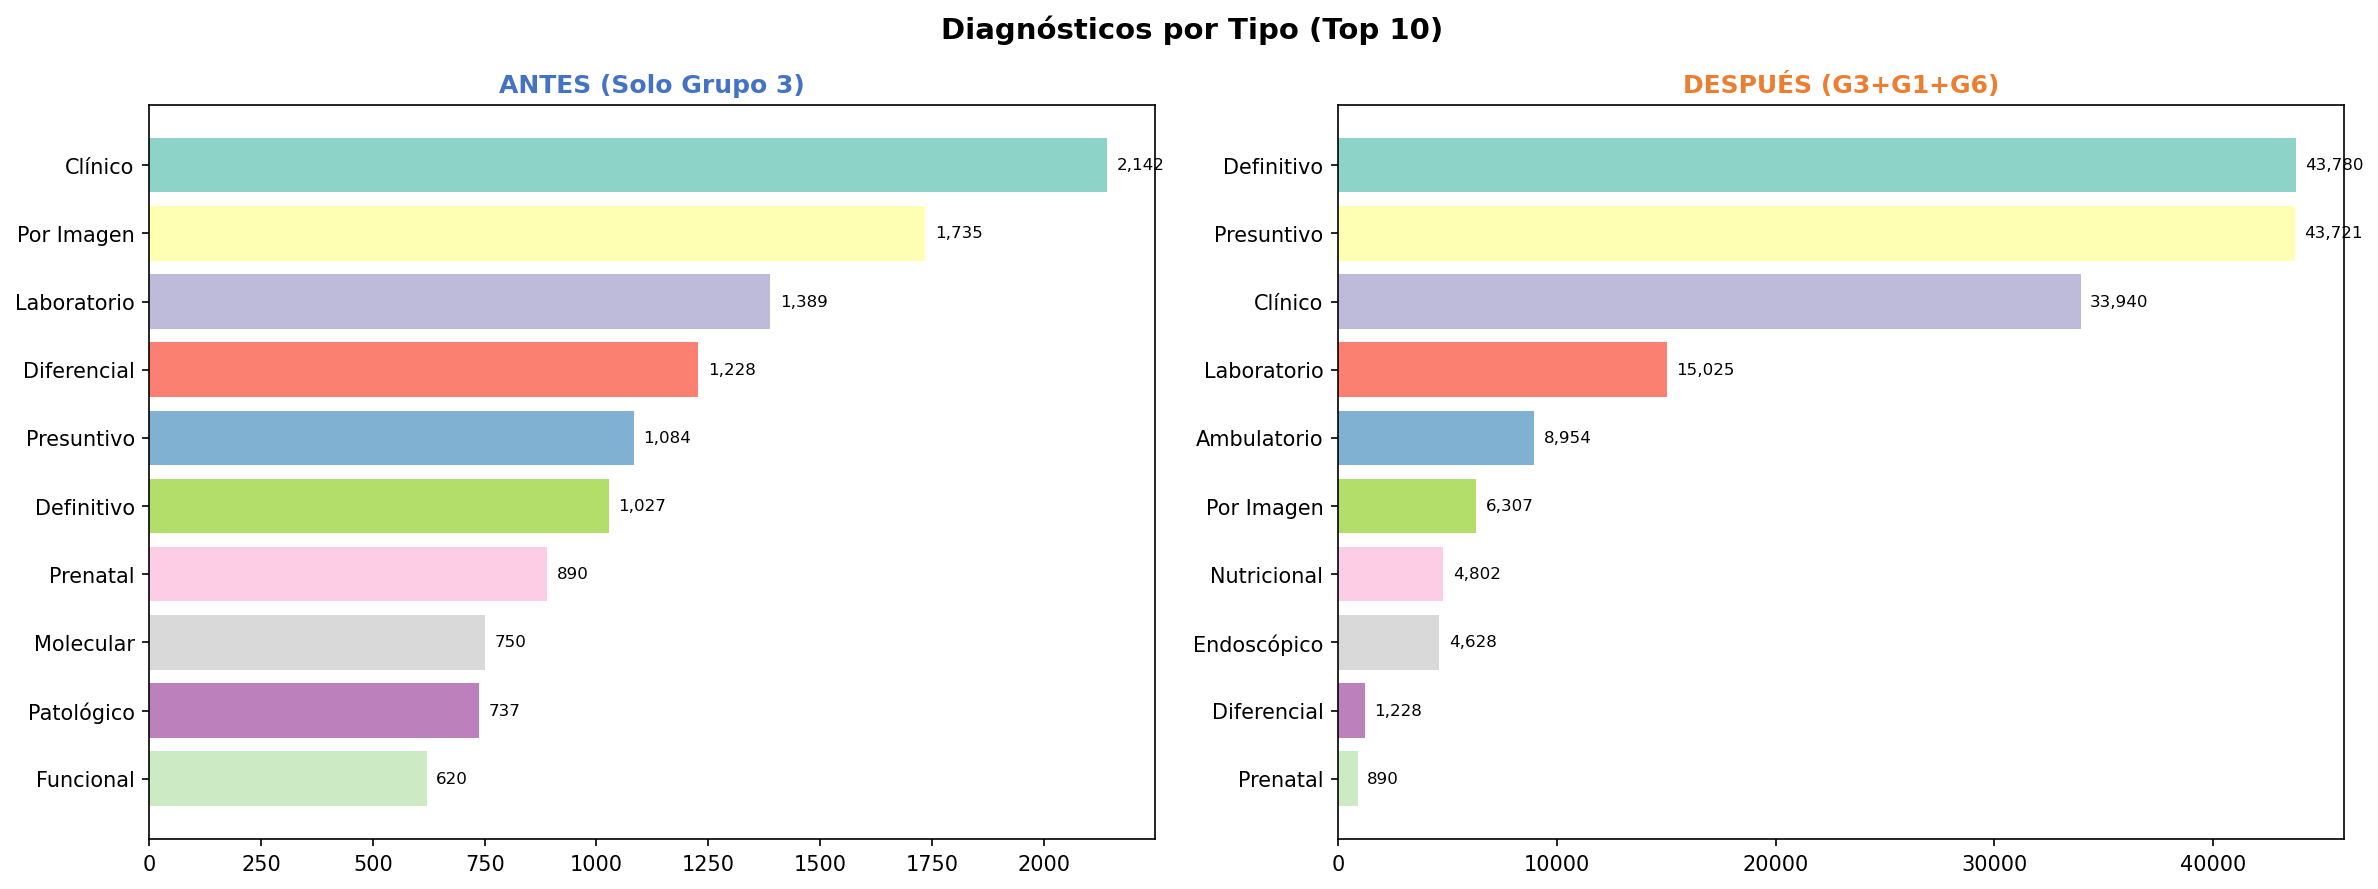 Diagnósticos por Tipo (Top 10)
ANTES (Solo Grupo 3)
Clínico 2,142
Por Imagen 1,735
Laboratorio 1,389
Diferencial 1,228
Presuntivo 1,084
Definitivo 1,027
Prenatal 890
Molecular 750
Patológico 737
Funcional 620
0 250 500 750 1000 1250 1500 1750 2000
DESPUÉS (G3+G1+G6)
Definitivo 43,780
Presuntivo 43,721
Clínico 33,940
Laboratorio 15,025
Ambulatorio 8,954
Por Imagen 6,307
Nutricional 4,802
Endoscópico 4,628
Diferencial 1,228
Prenatal 890
0 10000 20000 30000 40000